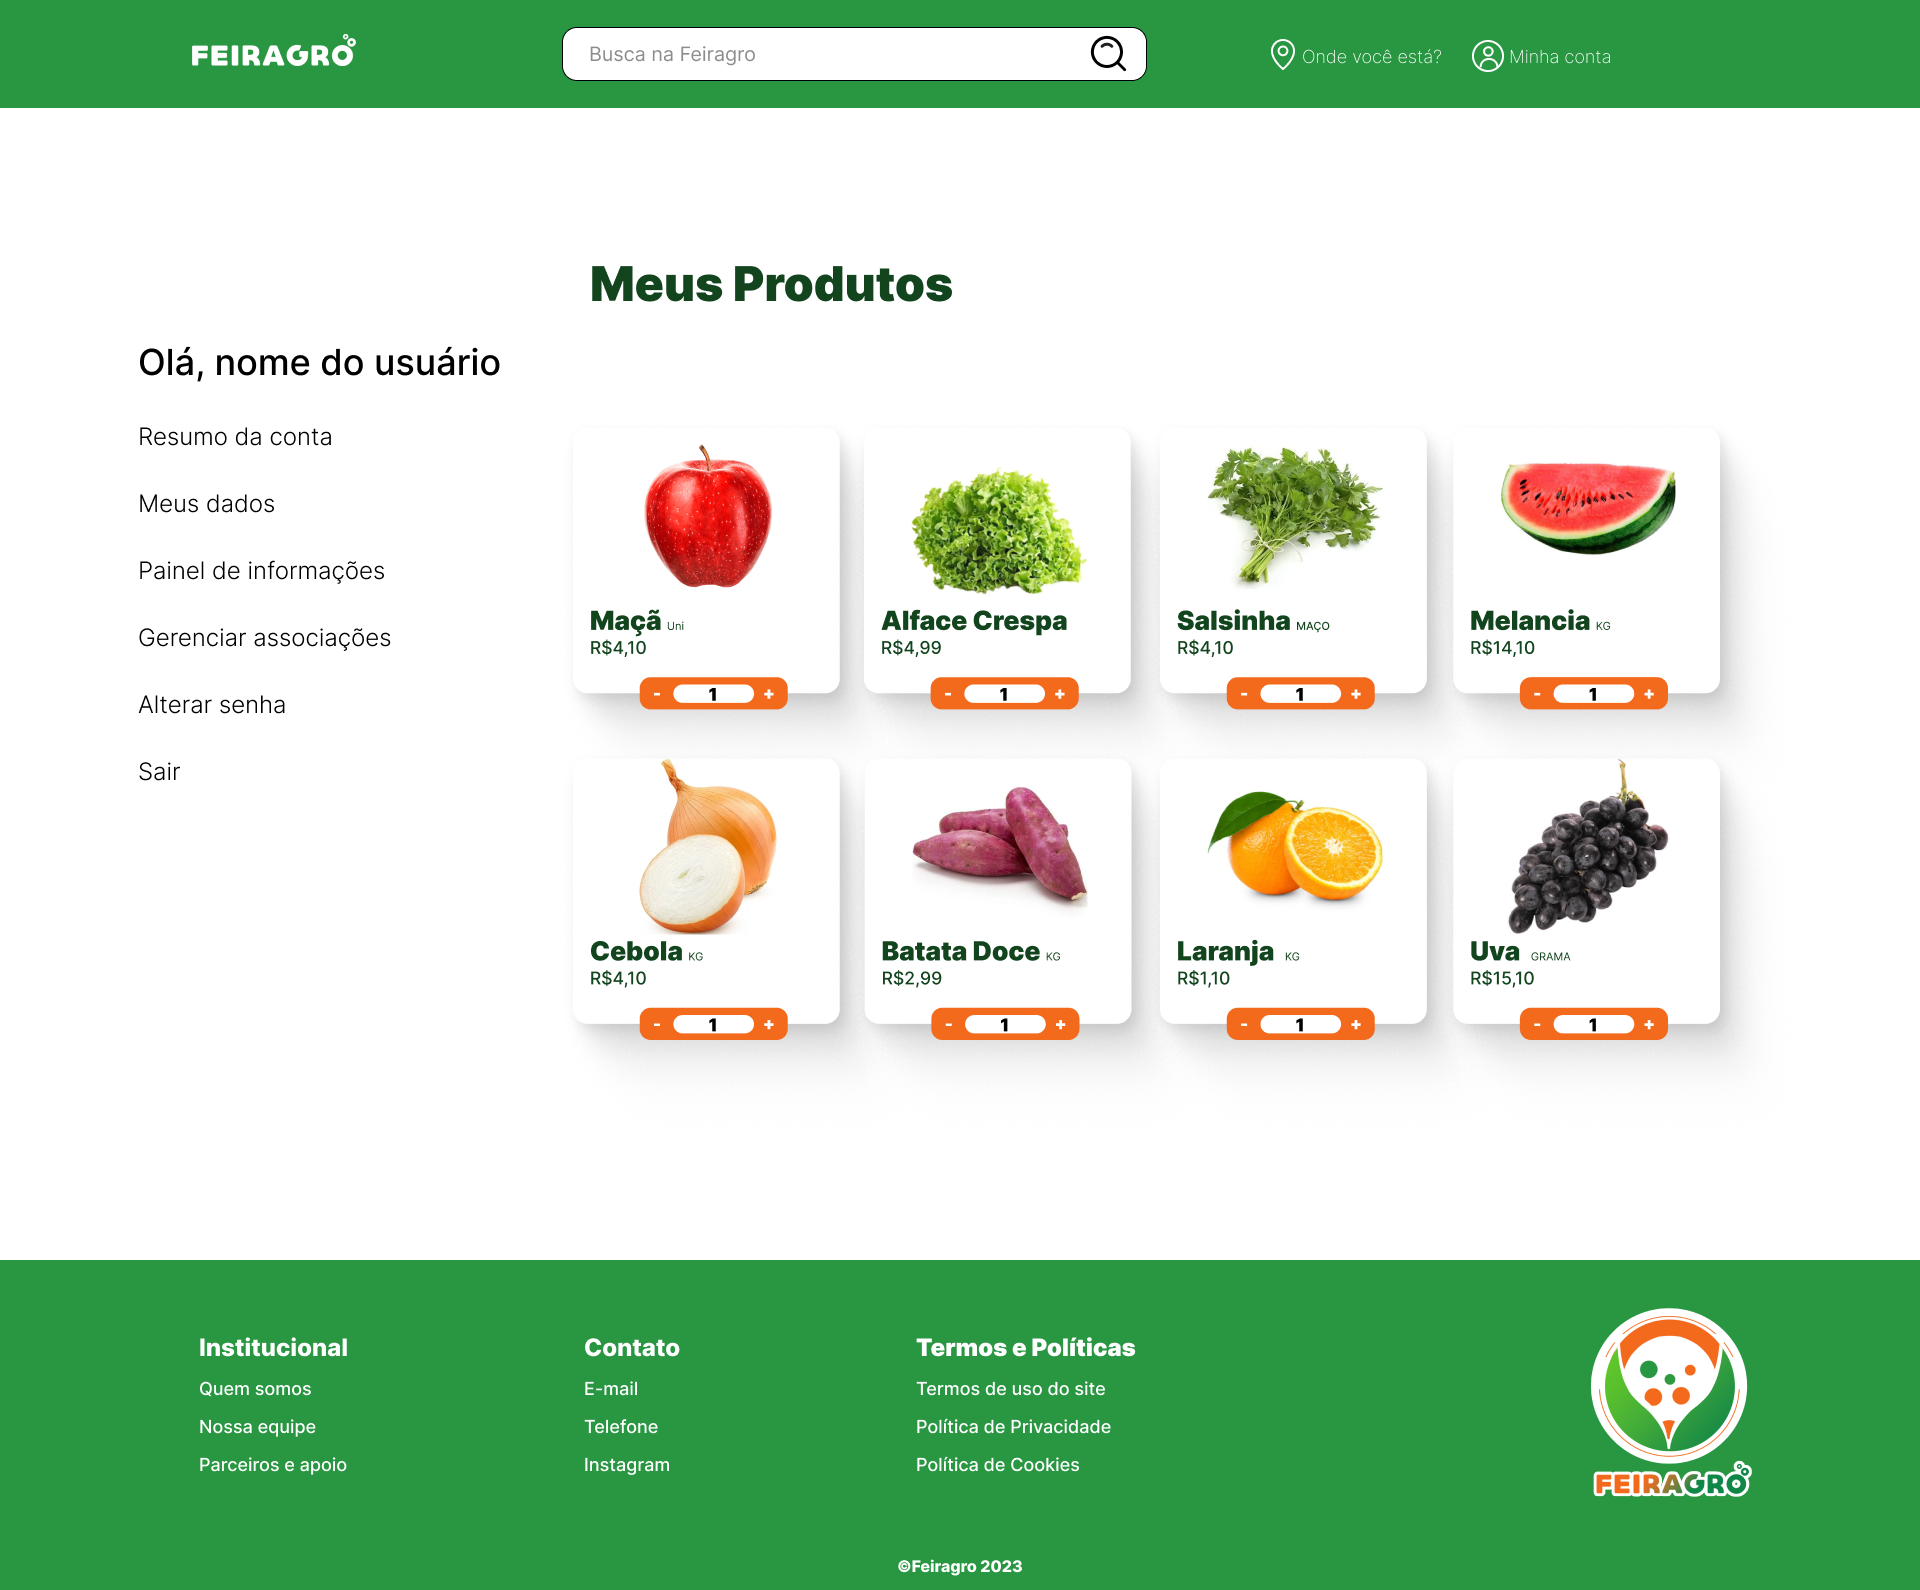 FEIRAGRO
Busca na Feiragro
Onde você está?
Minha conta
Meus Produtos
Olá, nome do usuário
Resumo da conta
Meus dados
Painel de informações
Gerenciar associações
Alterar senha
Sair
Maçã Uni
R$4,10
- 1 +
Alface Crespa
R$4,99
- 1 +
Salsinha MAÇO
R$4,10
- 1 +
Melancia KG
R$14,10
- 1 +
Cebola KG
R$4,10
- 1 +
Batata Doce KG
R$2,99
- 1 +
Laranja KG
R$1,10
- 1 +
Uva GRAMA
R$15,10
- 1 +
Institucional
Quem somos
Nossa equipe
Parceiros e apoio
Contato
E-mail
Telefone
Instagram
Termos e Políticas
Termos de uso do site
Política de Privacidade
Política de Cookies
FEIRAGRO
©Feiragro 2023